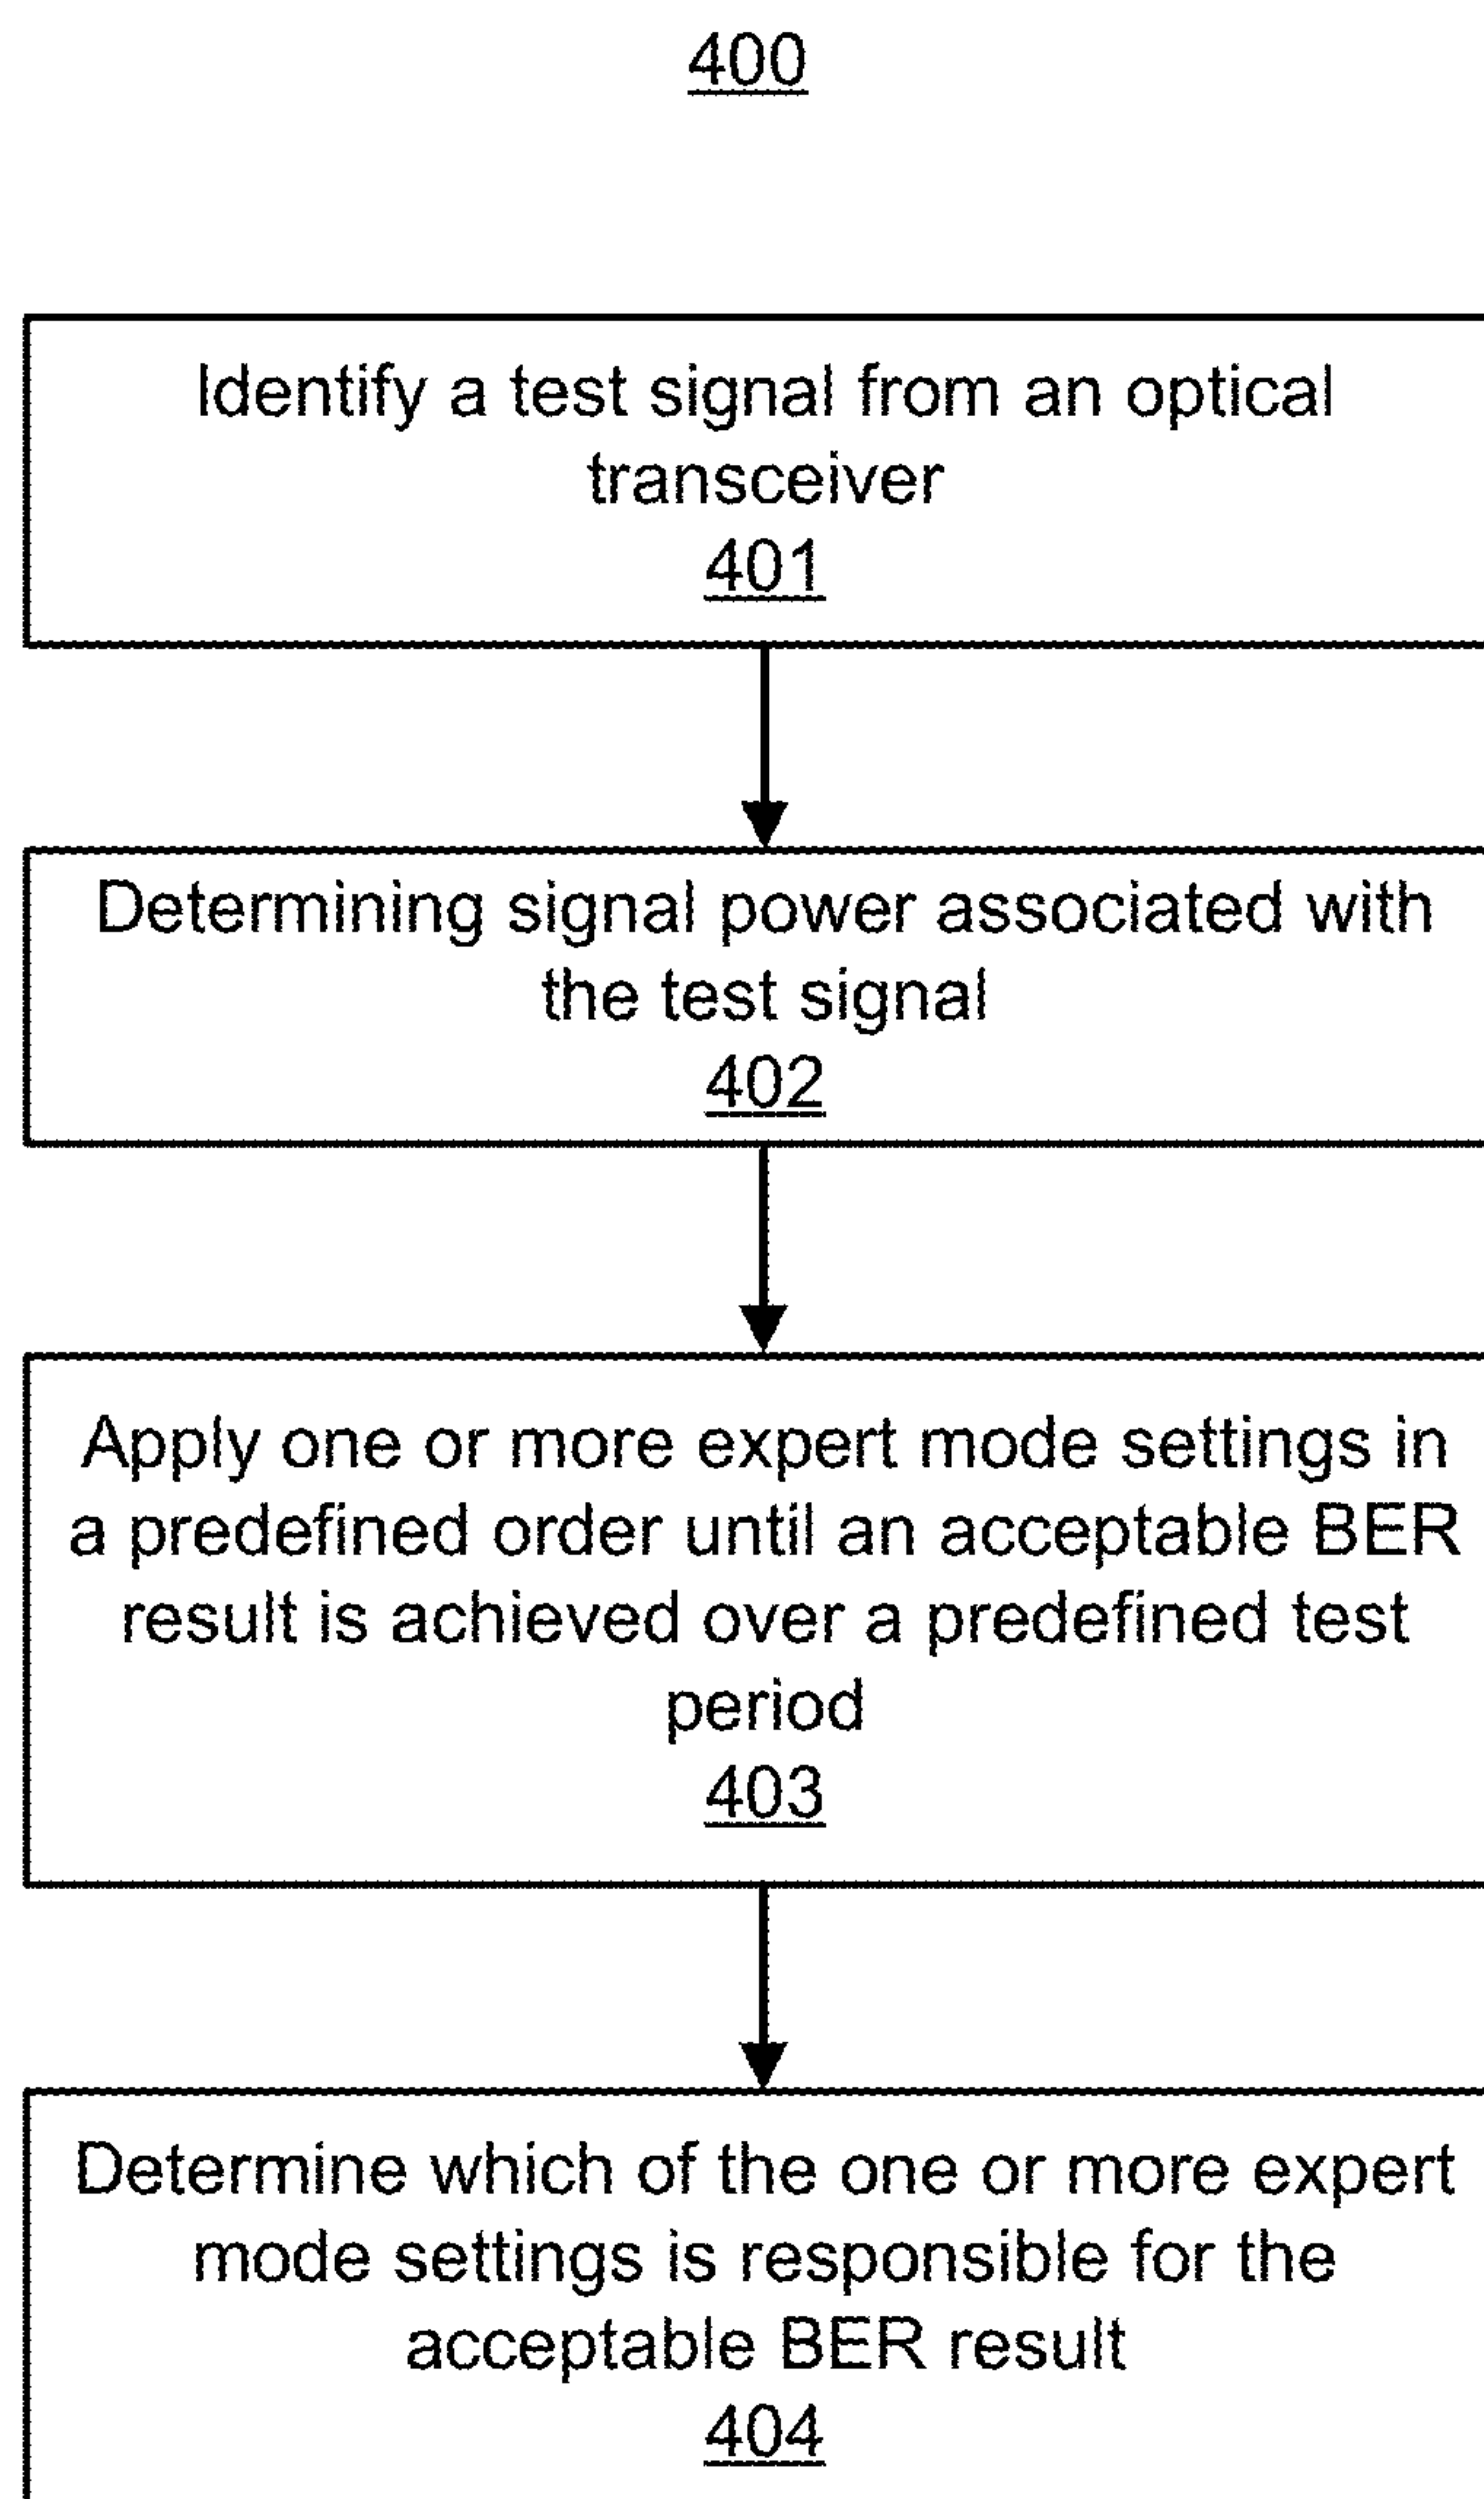 400
Identify a test signal from an optical
transceiver
401
Determining signal power associated with
the test signal
402
Apply one or more expert mode settings in
a predefined order until an acceptable BER
result is achieved over a predefined test
period
403
Determine which of the one or more expert
mode settings is responsible for the
acceptable BER result
404